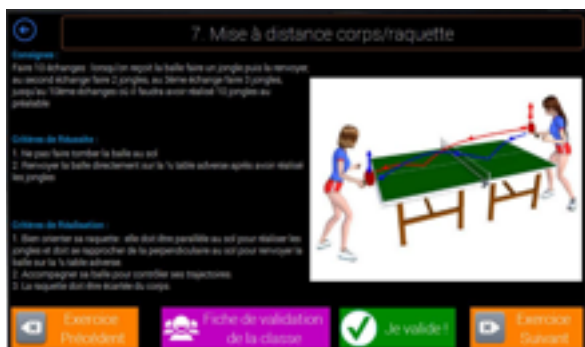 7. Mise à distance corps/raquette
Consignes :
Faire 10 échanges : lorsqu'on reçoit la balle faire un jongle puis la renvoyer,
au second échange faire 2 jongles, au 3ème échange faire 3 jongles,
jusqu'au 10ème échanges où il faudra avoir réalisé 10 jongles au
préalable
Critères de Réussite :
1. Ne pas faire tomber la balle au sol
2. Renvoyer la balle directement sur la ½ table adverse après avoir réalisé
les jongles
Critères de Réalisation :
1. Bien orienter sa raquette : elle doit être parallèle au sol pour réaliser les
jongles et doit se rapprocher de la perpendiculaire au sol pour renvoyer la
balle sur la ½ table adverse
2. Accompagner sa balle pour contrôler ses trajectoires
3. La raquette doit être écartée du corps.
Exercice
Précédent
Fiche de validation
de la classe
Je valide !
Exercice
Suivant